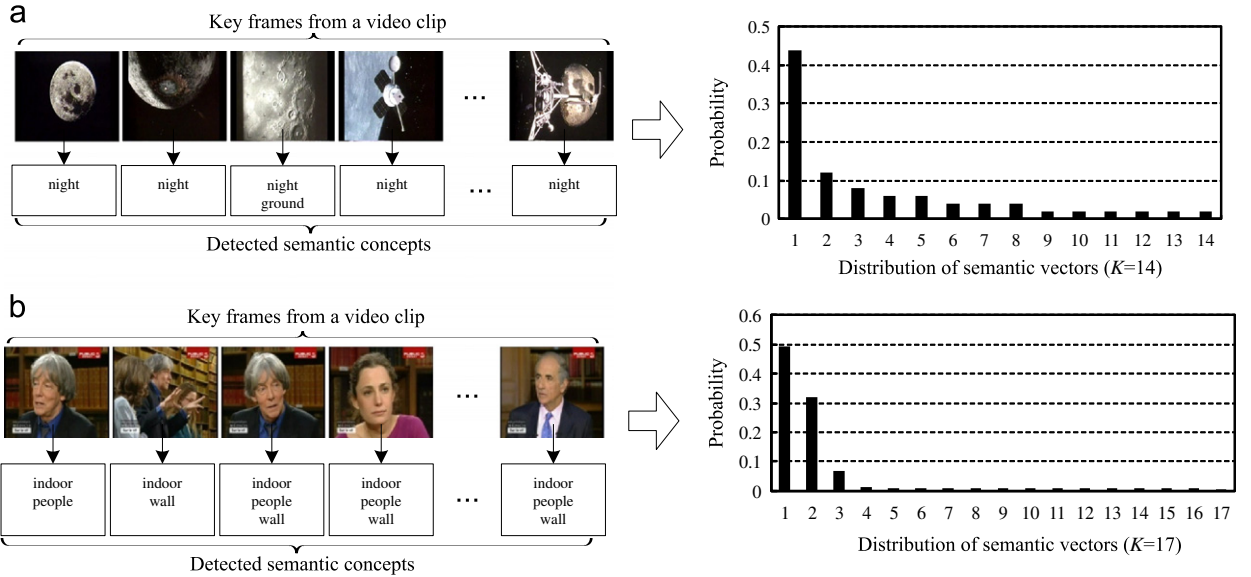 a
Key frames from a video clip
...
night
night
night
ground
night
...
night
Detected semantic concepts
Probability
0.5
0.4
0.3
0.2
0.1
0
1 2 3 4 5 6 7 8 9 10 11 12 13 14
Distribution of semantic vectors (K=14)
b
Key frames from a video clip
...
indoor
people
indoor
wall
indoor
people
wall
indoor
people
wall
...
indoor
people
wall
Detected semantic concepts
Probability
0.6
0.5
0.4
0.3
0.2
0.1
0
1 2 3 4 5 6 7 8 9 10 11 12 13 14 15 16 17
Distribution of semantic vectors (K=17)